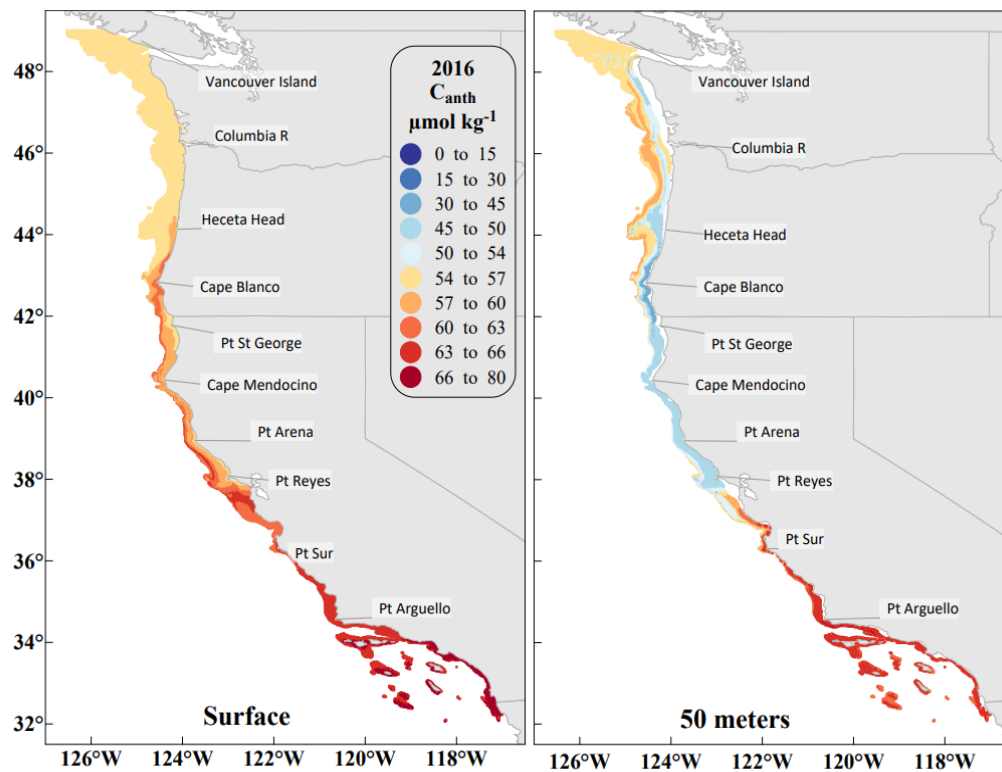 48°
46°
44°
42°
40°
38°
36°
34°
32°
Vancouver Island
Columbia R
Heceta Head
Cape Blanco
Pt St George
Cape Mendocino
Pt Arena
Pt Reyes
Pt Sur
Pt Arguello
2016
C_anth
µmol kg⁻¹
0 to 15
15 to 30
30 to 45
45 to 50
50 to 54
54 to 57
57 to 60
60 to 63
63 to 66
66 to 80
Surface
126°W 124°W 122°W 120°W 118°W
Vancouver Island
Columbia R
Heceta Head
Cape Blanco
Pt St George
Cape Mendocino
Pt Arena
Pt Reyes
Pt Sur
Pt Arguello
50 meters
126°W 124°W 122°W 120°W 118°W